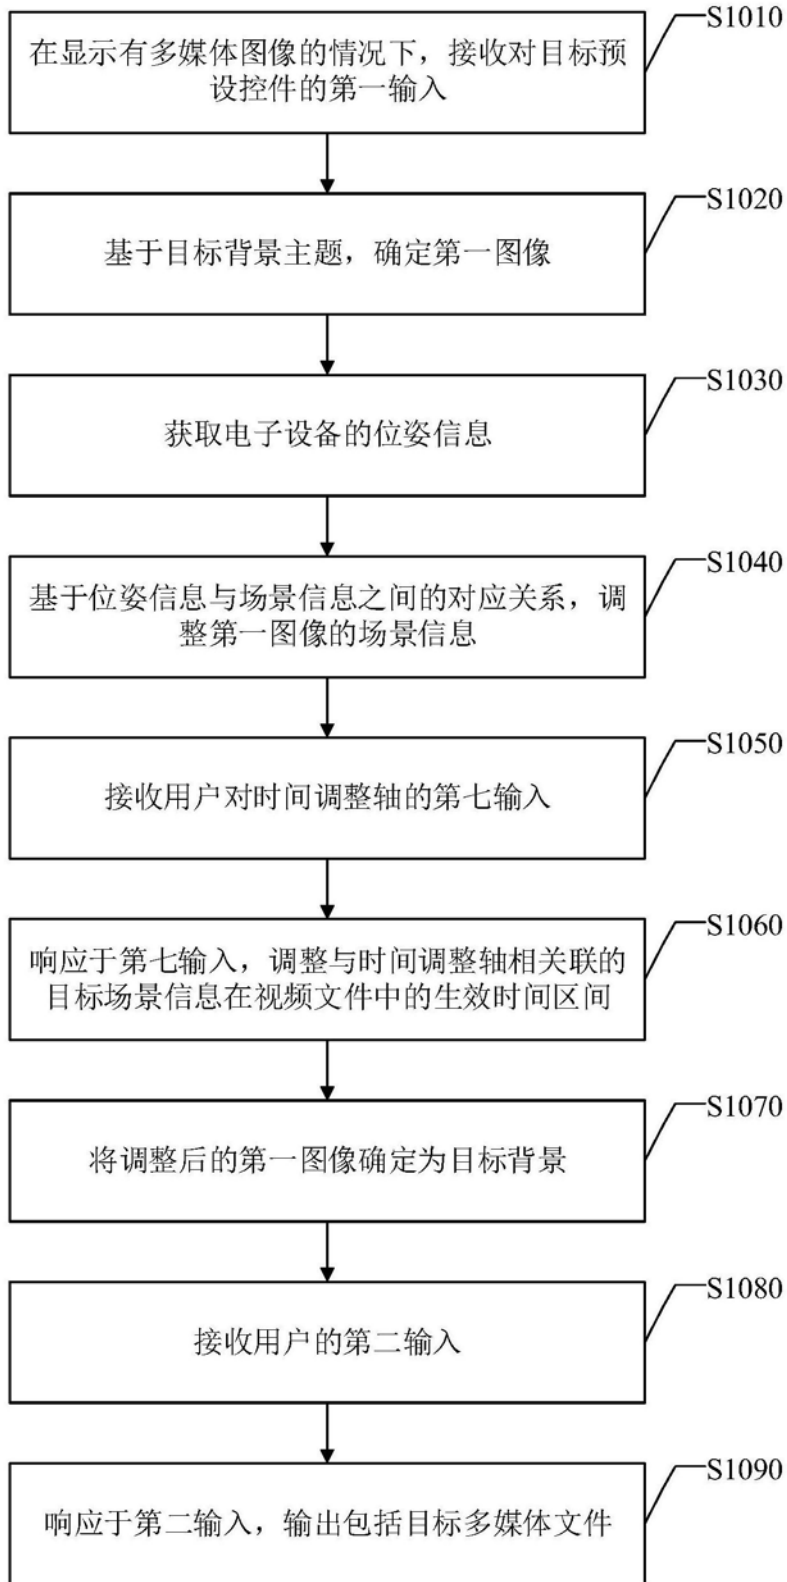 S1010
在显示有多媒体图像的情况下，接收对目标预
设控件的第一输入
S1020
基于目标背景主题，确定第一图像
S1030
获取电子设备的位姿信息
S1040
基于位姿信息与场景信息之间的对应关系，调
整第一图像的场景信息
S1050
接收用户对时间调整轴的第七输入
S1060
响应于第七输入，调整与时间调整轴相关联的
目标场景信息在视频文件中的生效时间区间
S1070
将调整后的第一图像确定为目标背景
S1080
接收用户的第二输入
S1090
响应于第二输入，输出包括目标多媒体文件